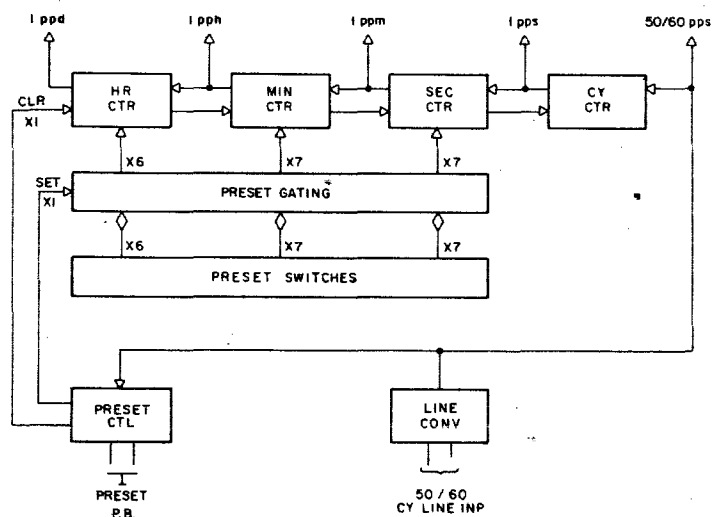 1 ppd 1 pph 1 ppm 1 pps 50/60 pps
CLR
X1
HR
CTR
MIN
CTR
SEC
CTR
CY
CTR
X6 X7 X7
SET
X1
PRESET GATING
X6 X7 X7
PRESET SWITCHES
PRESET
CTL
LINE
CONV
PRESET
P.B.
50 / 60
CY LINE INP